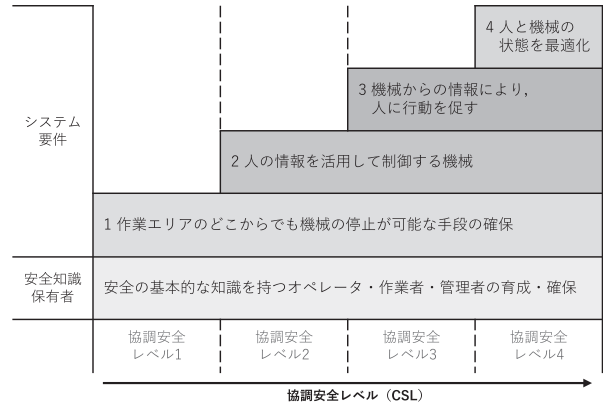 4 人と機械の
状態を最適化
3 機械からの情報により,
人に行動を促す
システム
要件
2 人の情報を活用して制御する機械
1 作業エリアのどこからでも機械の停止が可能な手段の確保
安全知識
保有者
安全の基本的な知識を持つオペレータ・作業者・管理者の育成・確保
協調安全
レベル1
協調安全
レベル2
協調安全
レベル3
協調安全
レベル4
協調安全レベル（CSL）